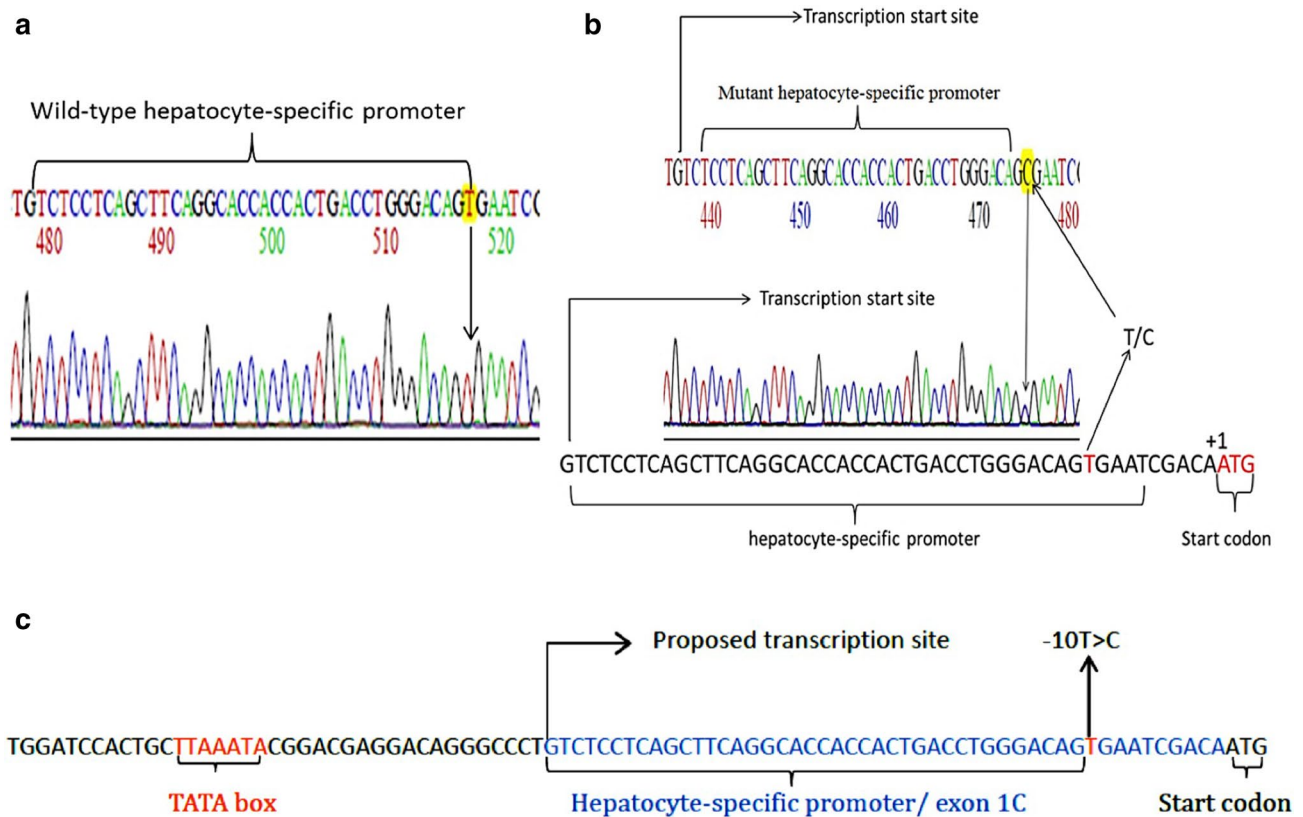 a
Wild-type hepatocyte-specific promoter
TGTCTCCTCAGCTTCAGGCACCACCACTGACCTGGGACAGTGAATCC
480 490 500 510 520
b
Transcription start site
Mutant hepatocyte-specific promoter
TGTCTCCTCAGCTTCAGGCACCACCACTGACCTGGGACAGCGAATCC
440 450 460 470 480
Transcription start site
T/C
+1
GTCTCCTCAGCTTCAGGCACCACCACTGACCTGGGACAGTGAATCGACAATG
hepatocyte-specific promoter
Start codon
c
Proposed transcription site
-10T>C
TGGATCCACTGCTTAAATACGGACGAGGACAGGGCCCTGTCTCCTCAGCTTCAGGCACCACCACTGACCTGGGACAGTGAATCGACAATG
TATA box
Hepatocyte-specific promoter/ exon 1C
Start codon